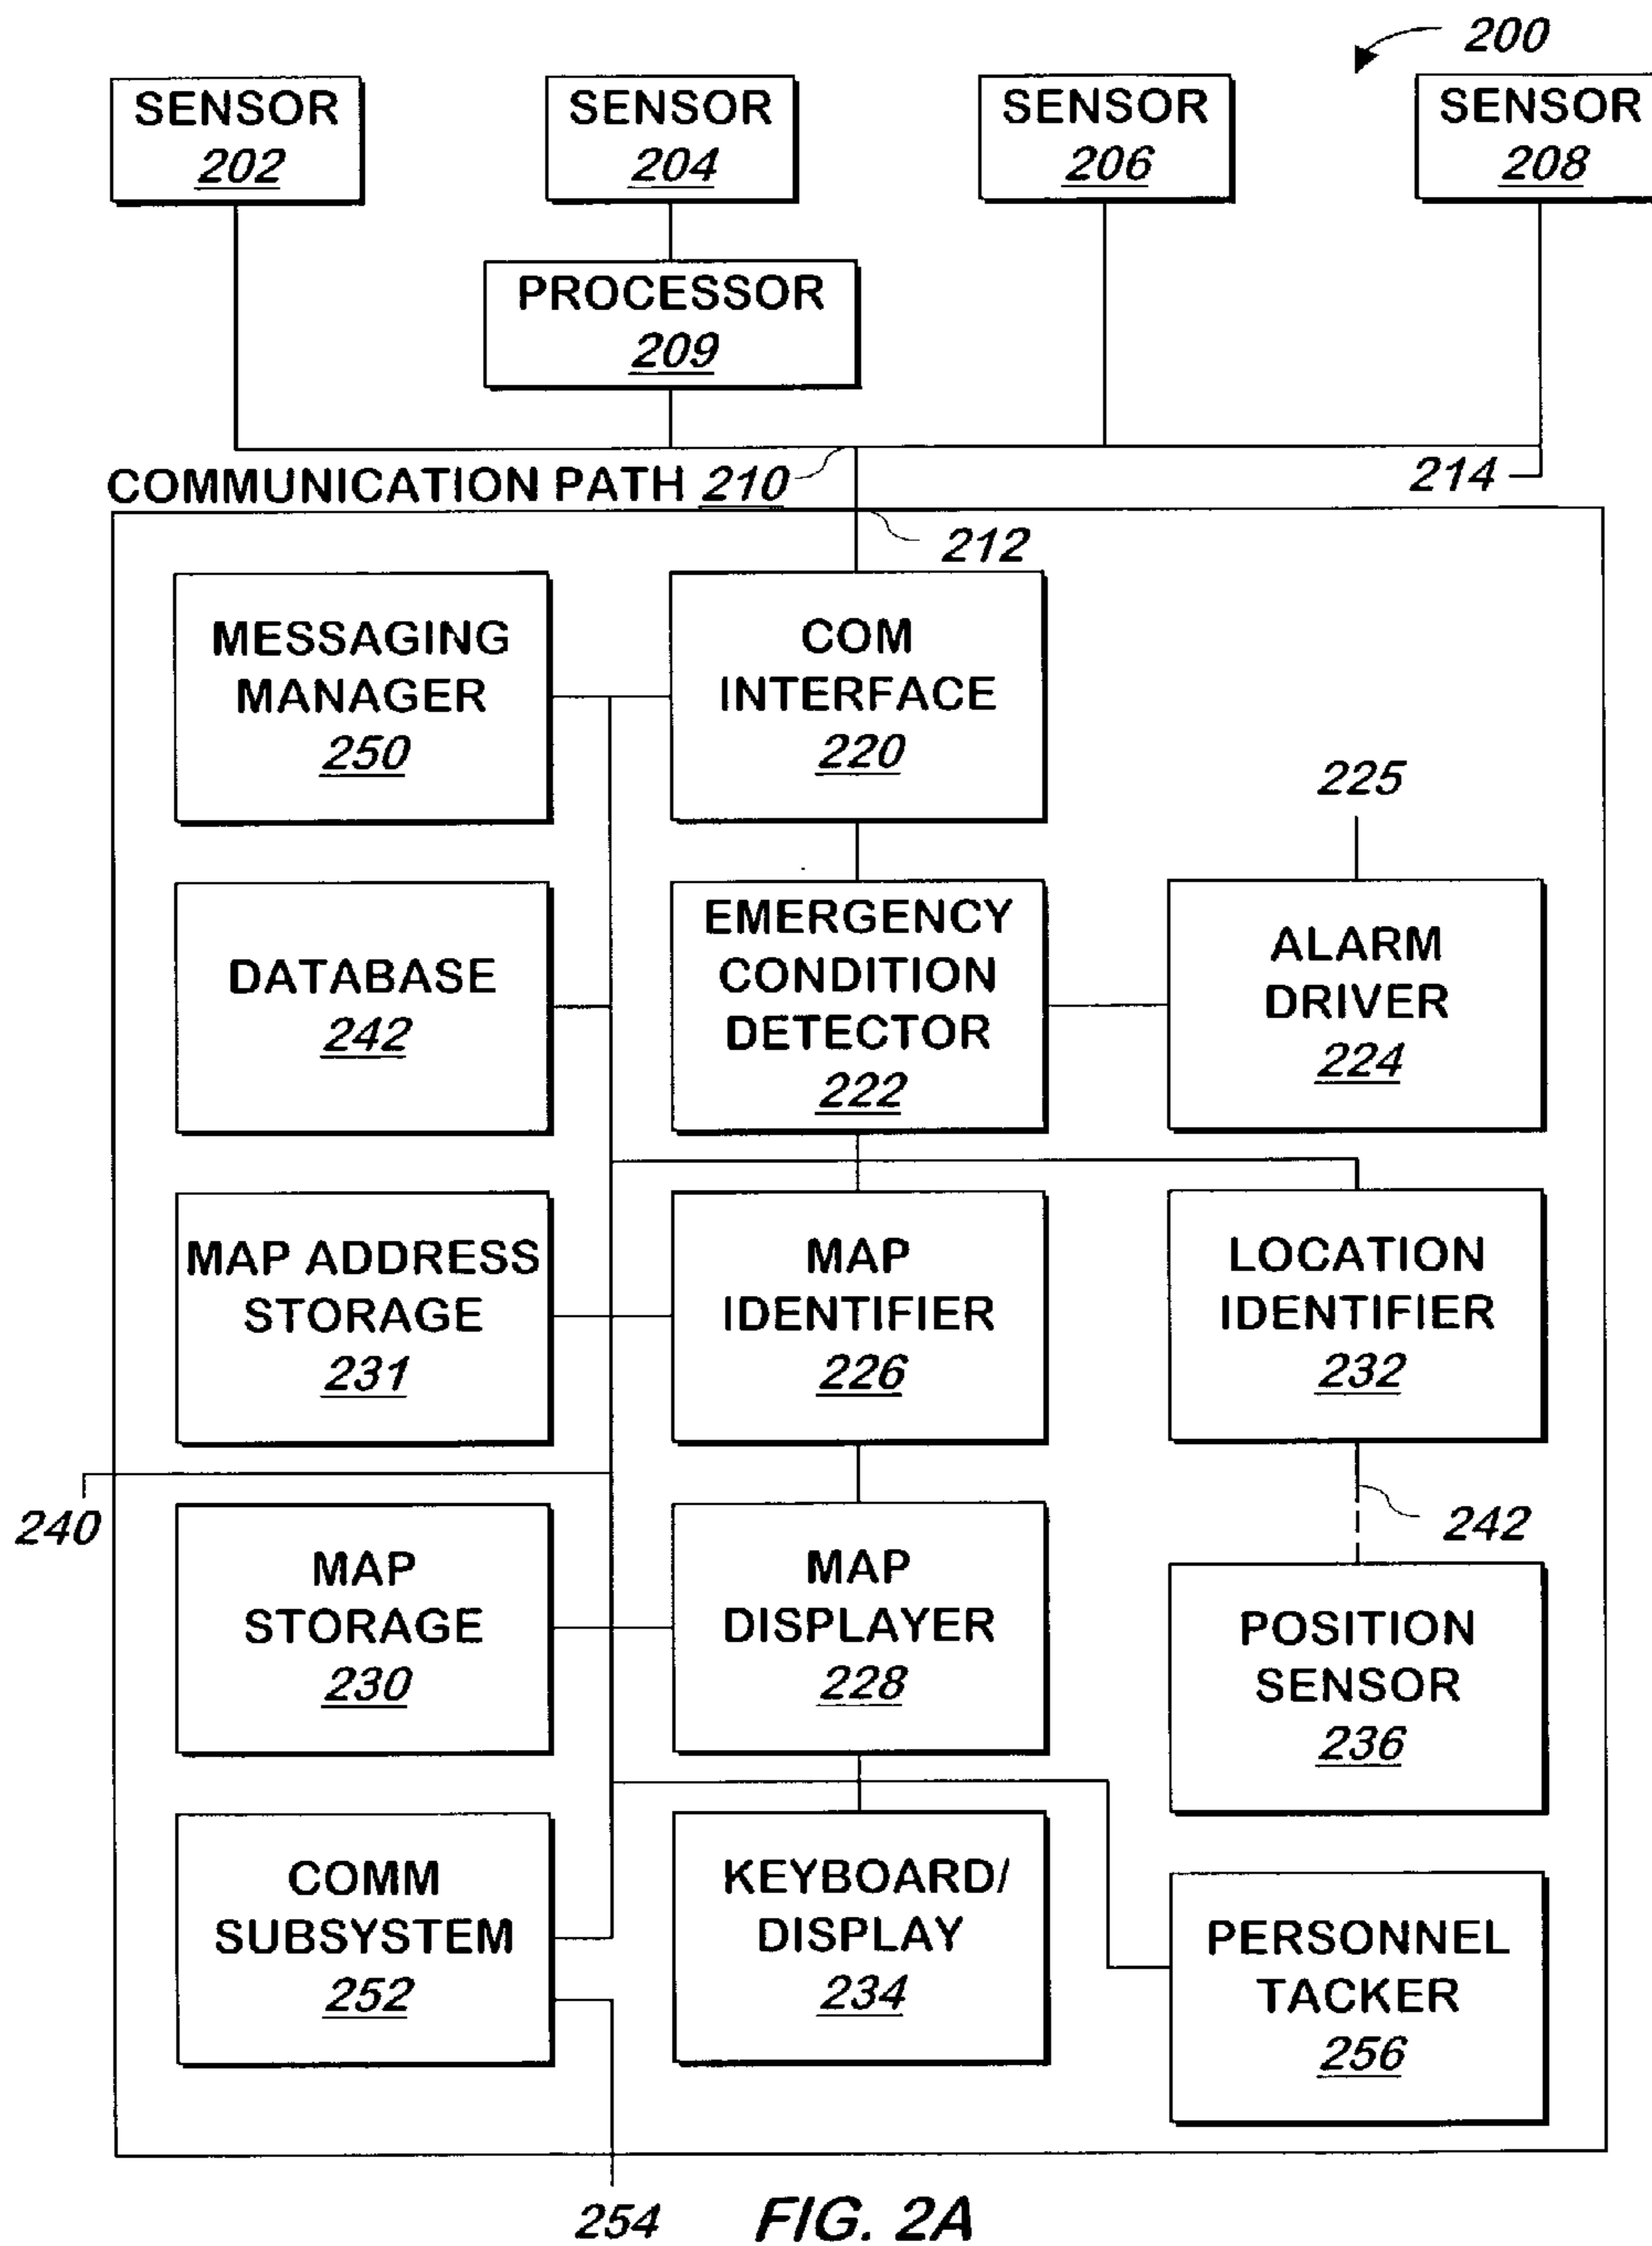 200
SENSOR
202
SENSOR
204
SENSOR
206
SENSOR
208
PROCESSOR
209
COMMUNICATION PATH 210
214
212
MESSAGING
MANAGER
250
COM
INTERFACE
220
225
DATABASE
242
EMERGENCY
CONDITION
DETECTOR
222
ALARM
DRIVER
224
MAP ADDRESS
STORAGE
231
MAP
IDENTIFIER
226
LOCATION
IDENTIFIER
232
240
242
MAP
STORAGE
230
MAP
DISPLAYER
228
POSITION
SENSOR
236
COMM
SUBSYSTEM
252
KEYBOARD/
DISPLAY
234
PERSONNEL
TACKER
256
254
FIG. 2A